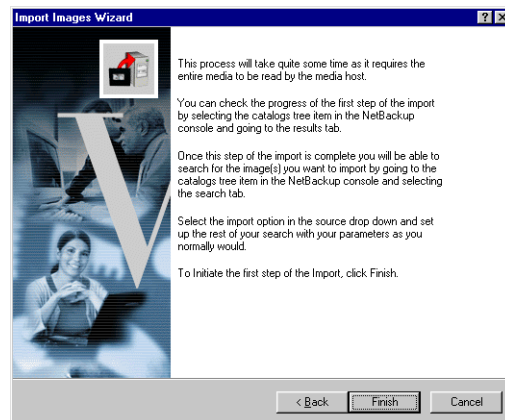 Import Images Wizard
This process will take quite some time as it requires the
entire media to be read by the media host.
You can check the progress of the first step of the import
by selecting the catalogs tree item in the NetBackup
console and going to the results tab.
Once this step of the import is complete you will be able to
search for the image(s) you want to import by going to the
catalogs tree item in the NetBackup console and selecting
the search tab.
Select the import option in the source drop down and set
up the rest of your search with your parameters as you
normally would.
To Initiate the first step of the Import, click Finish.
< Back
Finish
Cancel